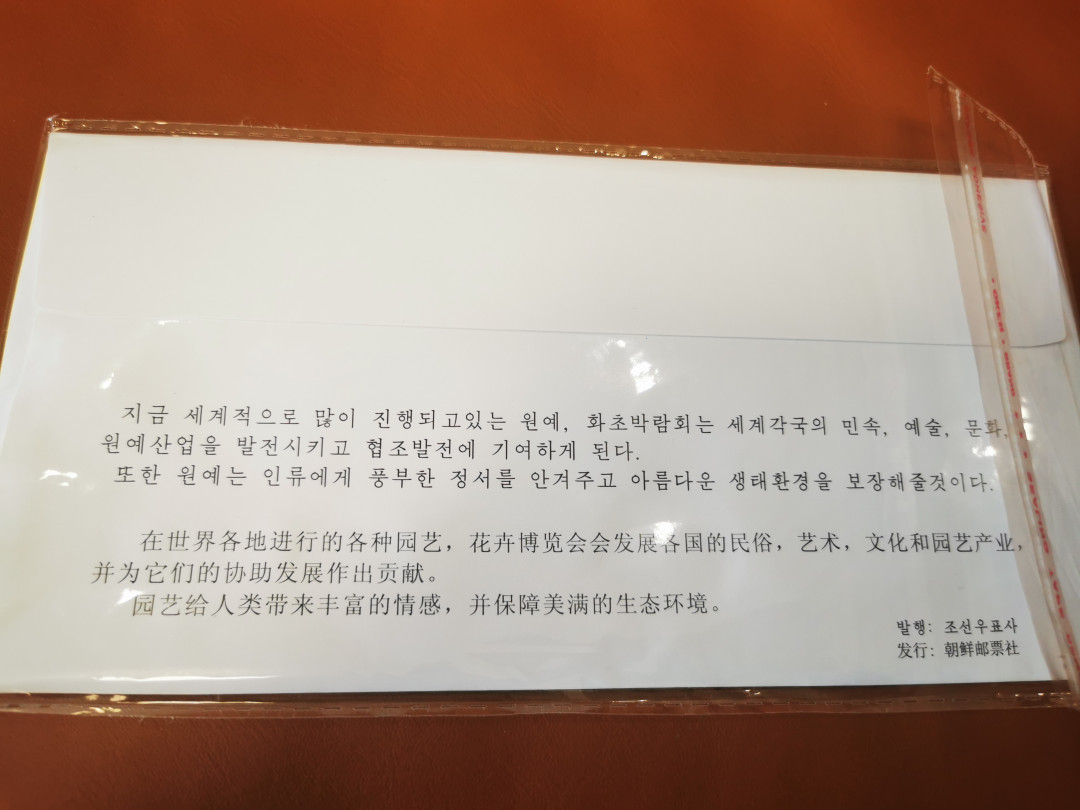 지금 세계적으로 많이 진행되고있는 원예, 화초박람회는 세계각국의 민속, 예술, 문화,
원예산업을 발전시키고 협조발전에 기여하게 된다.
또한 원예는 인류에게 풍부한 정서를 안겨주고 아름다운 생태환경을 보장해줄것이다.
在世界各地进行的各种园艺，花卉博览会会发展各国的民俗，艺术，文化和园艺产业，
并为它们的协助发展作出贡献。
园艺给人类带来丰富的情感，并保障美满的生态环境。
발행: 조선우표사
发行: 朝鲜邮票社